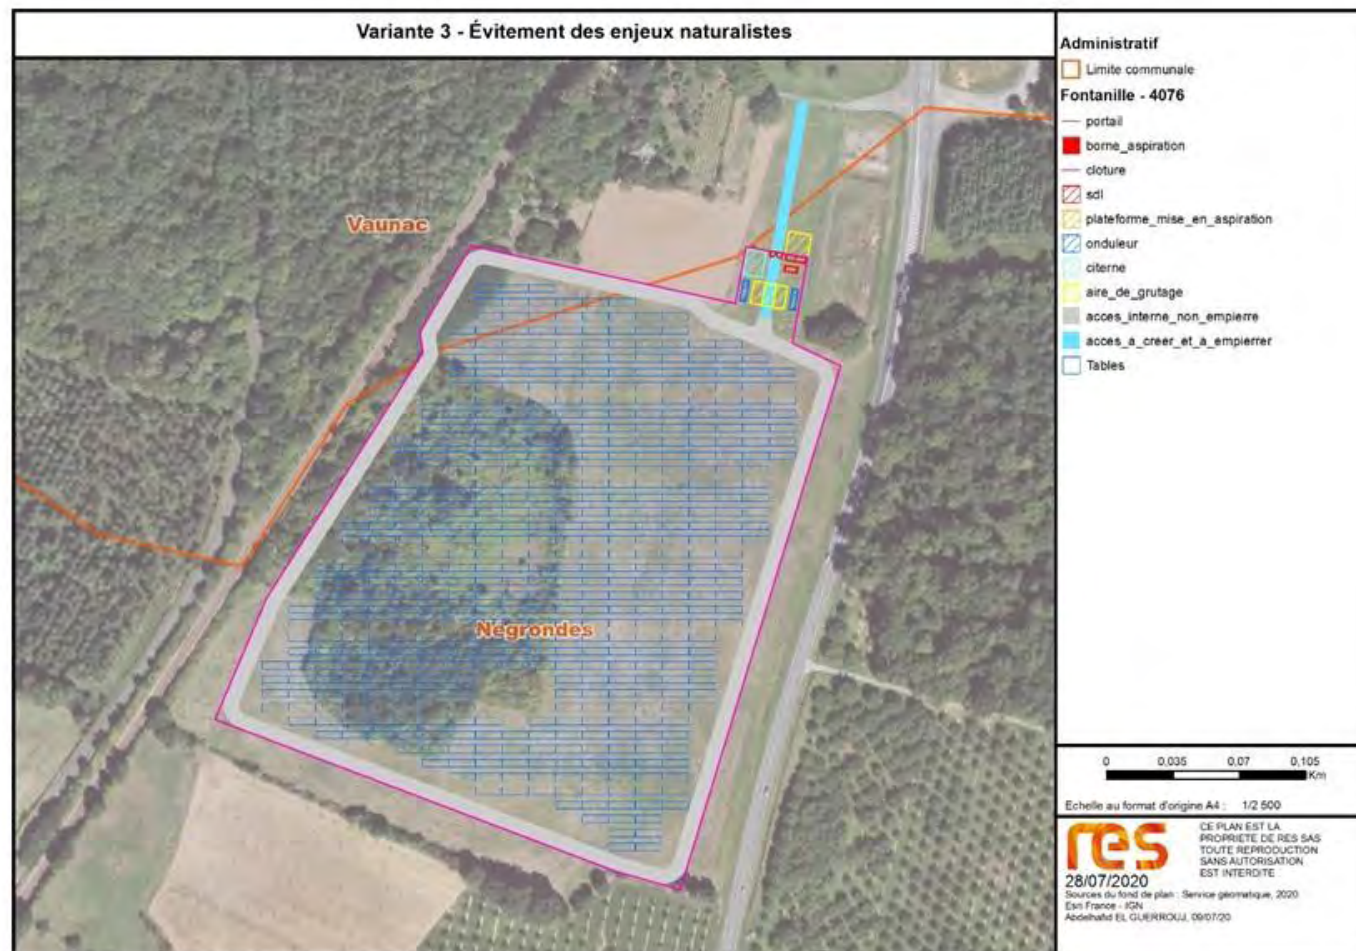 Variante 3 - Évitement des enjeux naturalistes
Vaunac
Négrondes
Administratif
Limite communale
Fontanille - 4076
portail
borne_aspiration
cloture
sdl
plateforme_mise_en_aspiration
onduleur
citerne
aire_de_grutage
acces_interne_non_empierre
acces_a_creer_et_a_empierrer
Tables
0 0,035 0,07 0,105
Km
Echelle au format d'origine A4 : 1/2 500
res
CE PLAN EST LA
PROPRIETE DE RES SAS
TOUTE REPRODUCTION
SANS AUTORISATION
EST INTERDITE
28/07/2020
Sources du fond de plan : Service géomatique, 2020
Esri France - IGN
Abdelhafid EL GUERROUJ, 09/07/20